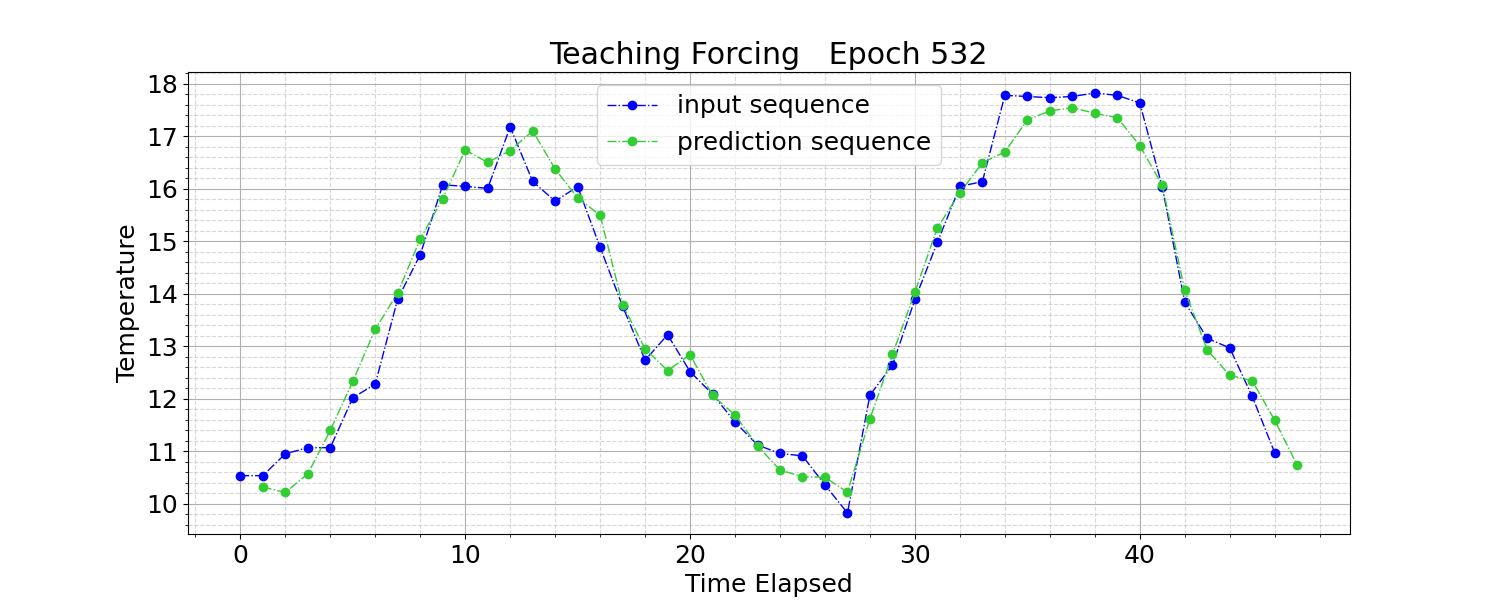 Teaching Forcing   Epoch 532
input sequence
prediction sequence
Temperature
18
17
16
15
14
13
12
11
10
0 10 20 30 40
Time Elapsed